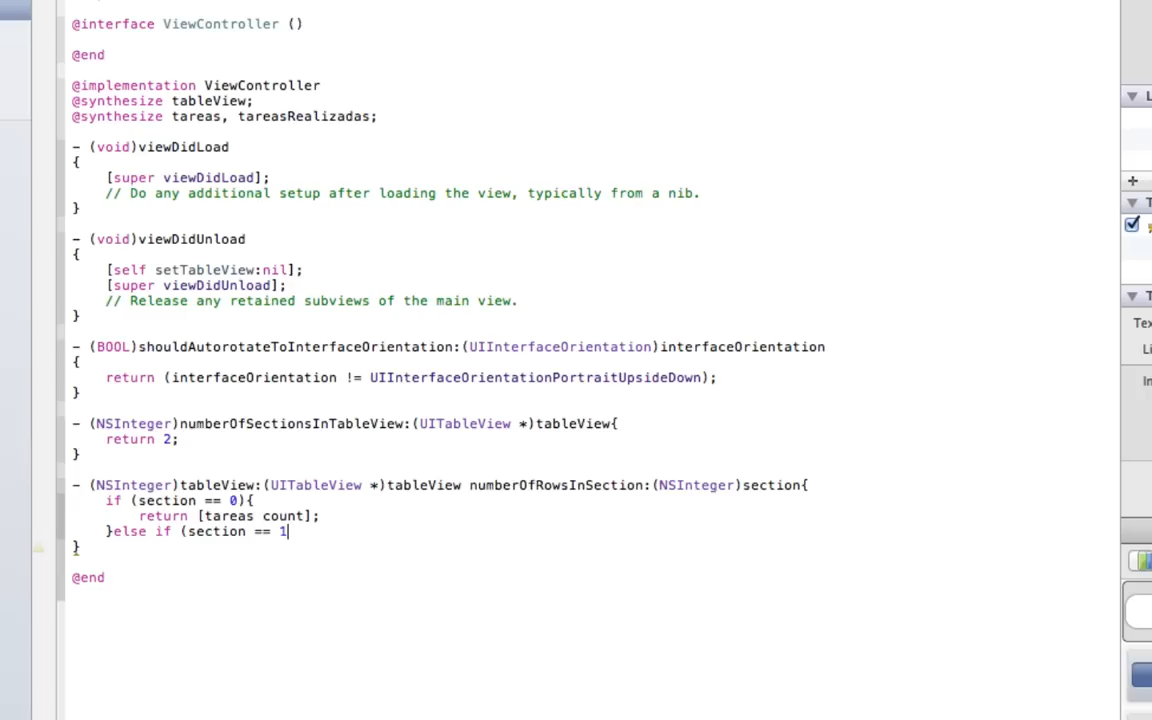 @interface ViewController ()
@end
@implementation ViewController
@synthesize tableView;
@synthesize tareas, tareasRealizadas;
- (void)viewDidLoad
{
[super viewDidLoad];
// Do any additional setup after loading the view, typically from a nib.
}
- (void)viewDidUnload
{
[self setTableView:nil];
[super viewDidUnload];
// Release any retained subviews of the main view.
}
- (BOOL)shouldAutorotateToInterfaceOrientation:(UIInterfaceOrientation)interfaceOrientation
{
return (interfaceOrientation != UIInterfaceOrientationPortraitUpsideDown);
}
- (NSInteger)numberOfSectionsInTableView:(UITableView *)tableView{
return 2;
}
- (NSInteger)tableView:(UITableView *)tableView numberOfRowsInSection:(NSInteger)section{
if (section == 0){
return [tareas count];
}else if (section == 1
}
@end